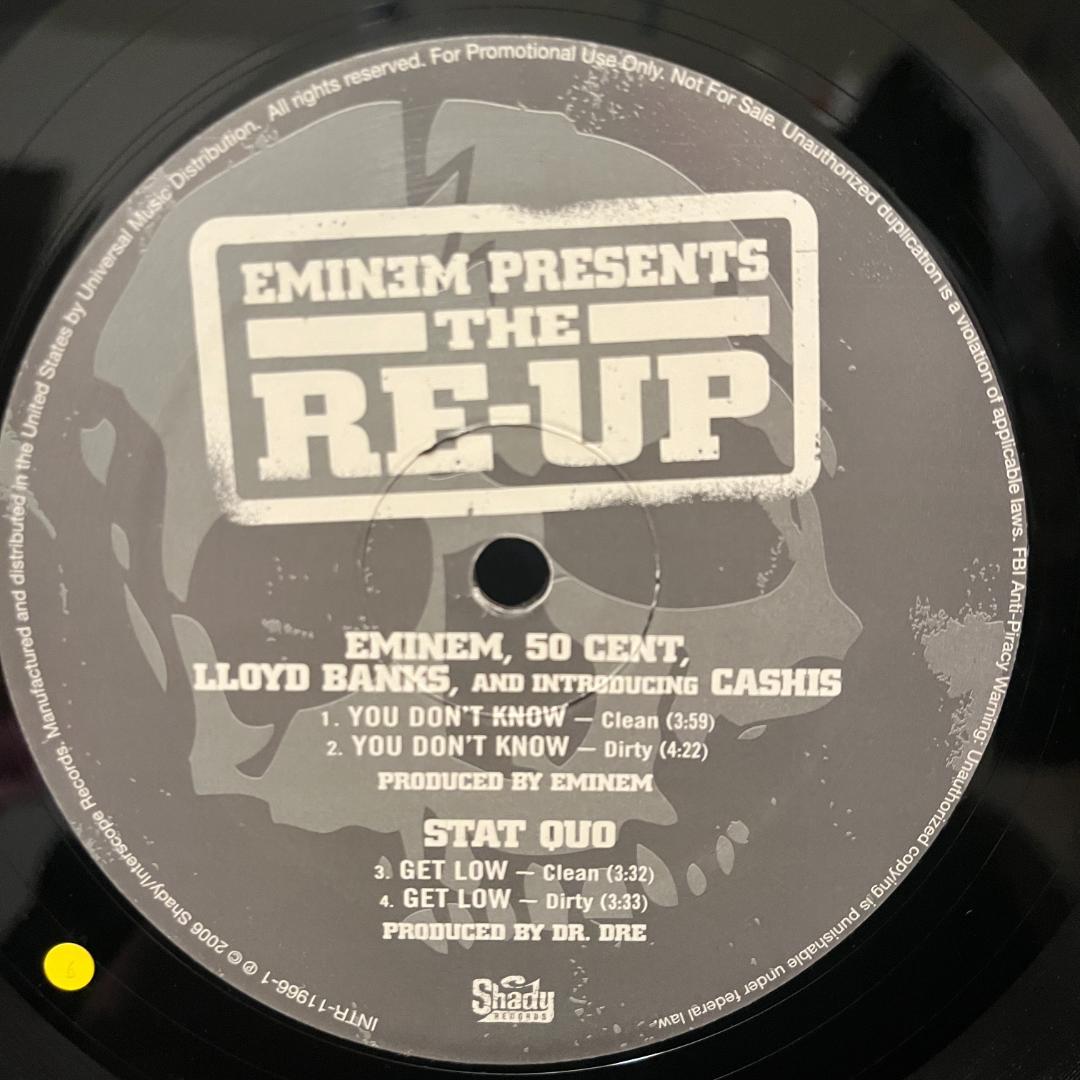 EMINƎM PRESENTS
THE
RE-UP
EMINEM, 50 CENT,
LLOYD BANKS, AND INTRODUCING CASHIS
1. YOU DON'T KNOW — Clean (3:59)
2. YOU DON'T KNOW — Dirty (4:22)
PRODUCED BY EMINEM
STAT QUO
3. GET LOW — Clean (3:32)
4. GET LOW — Dirty (3:33)
PRODUCED BY DR. DRE
Shady
RECORDS
INTR-11966-1 ℗ © 2006 Shady/Interscope Records. Manufactured and distributed in the United States by Universal Music Distribution. All rights reserved. For Promotional Use Only. Not For Sale. Unauthorized duplication is a violation of applicable laws. FBI Anti-Piracy Warning: Unauthorized copying is punishable under federal law.